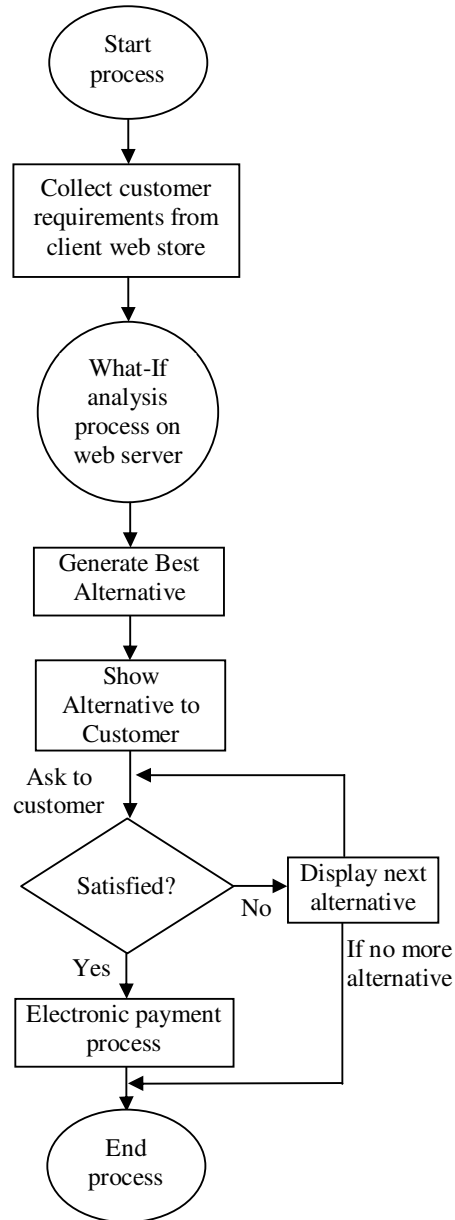 Start
process
Collect customer
requirements from
client web store
What-If
analysis
process on
web server
Generate Best
Alternative
Show
Alternative to
Customer
Ask to
customer
Satisfied?
No
Display next
alternative
If no more
alternative
Yes
Electronic payment
process
End
process